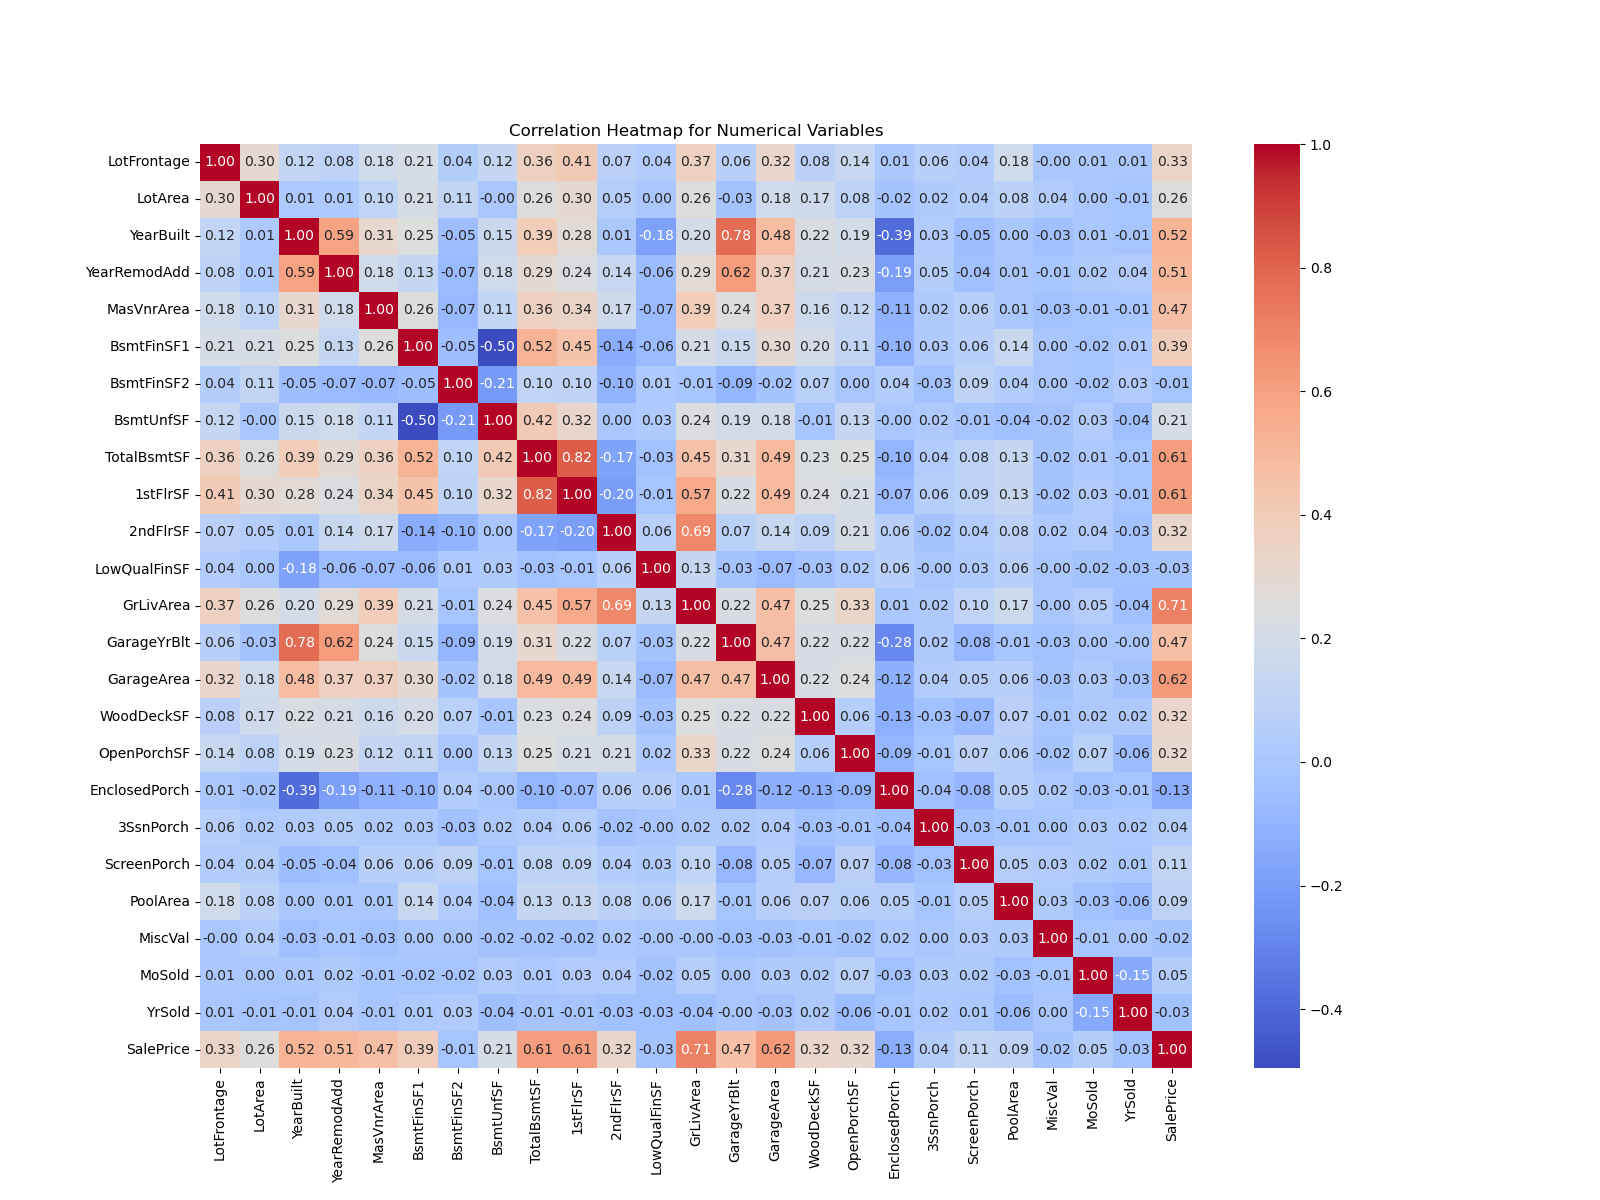 Correlation Heatmap for Numerical Variables
LotFrontage 1.00 0.30 0.12 0.08 0.18 0.21 0.04 0.12 0.36 0.41 0.07 0.04 0.37 0.06 0.32 0.08 0.14 0.01 0.06 0.04 0.18 -0.00 0.01 0.01 0.33
LotArea 0.30 1.00 0.01 0.01 0.10 0.21 0.11 -0.00 0.26 0.30 0.05 0.00 0.26 -0.03 0.18 0.17 0.08 -0.02 0.02 0.04 0.08 0.04 0.00 -0.01 0.26
YearBuilt 0.12 0.01 1.00 0.59 0.31 0.25 -0.05 0.15 0.39 0.28 0.01 -0.18 0.20 0.78 0.48 0.22 0.19 -0.39 0.03 -0.05 0.00 -0.03 0.01 -0.01 0.52
YearRemodAdd 0.08 0.01 0.59 1.00 0.18 0.13 -0.07 0.18 0.29 0.24 0.14 -0.06 0.29 0.62 0.37 0.21 0.23 -0.19 0.05 -0.04 0.01 -0.01 0.02 0.04 0.51
MasVnrArea 0.18 0.10 0.31 0.18 1.00 0.26 -0.07 0.11 0.36 0.34 0.17 -0.07 0.39 0.24 0.37 0.16 0.12 -0.11 0.02 0.06 0.01 -0.03 -0.01 -0.01 0.47
BsmtFinSF1 0.21 0.21 0.25 0.13 0.26 1.00 -0.05 -0.50 0.52 0.45 -0.14 -0.06 0.21 0.15 0.30 0.20 0.11 -0.10 0.03 0.06 0.14 0.00 -0.02 0.01 0.39
BsmtFinSF2 0.04 0.11 -0.05 -0.07 -0.07 -0.05 1.00 -0.21 0.10 0.10 -0.10 0.01 -0.01 -0.09 -0.02 0.07 0.00 0.04 -0.03 0.09 0.04 0.00 -0.02 0.03 -0.01
BsmtUnfSF 0.12 -0.00 0.15 0.18 0.11 -0.50 -0.21 1.00 0.42 0.32 0.00 0.03 0.24 0.19 0.18 -0.01 0.13 -0.00 0.02 -0.01 -0.04 -0.02 0.03 -0.04 0.21
TotalBsmtSF 0.36 0.26 0.39 0.29 0.36 0.52 0.10 0.42 1.00 0.82 -0.17 -0.03 0.45 0.31 0.49 0.23 0.25 -0.10 0.04 0.08 0.13 -0.02 0.01 -0.01 0.61
1stFlrSF 0.41 0.30 0.28 0.24 0.34 0.45 0.10 0.32 0.82 1.00 -0.20 -0.01 0.57 0.22 0.49 0.24 0.21 -0.07 0.06 0.09 0.13 -0.02 0.03 -0.01 0.61
2ndFlrSF 0.07 0.05 0.01 0.14 0.17 -0.14 -0.10 0.00 -0.17 -0.20 1.00 0.06 0.69 0.07 0.14 0.09 0.21 0.06 -0.02 0.04 0.08 0.02 0.04 -0.03 0.32
LowQualFinSF 0.04 0.00 -0.18 -0.06 -0.07 -0.06 0.01 0.03 -0.03 -0.01 0.06 1.00 0.13 -0.03 -0.07 -0.03 0.02 0.06 -0.00 0.03 0.06 -0.00 -0.02 -0.03 -0.03
GrLivArea 0.37 0.26 0.20 0.29 0.39 0.21 -0.01 0.24 0.45 0.57 0.69 0.13 1.00 0.22 0.47 0.25 0.33 0.01 0.02 0.10 0.17 -0.00 0.05 -0.04 0.71
GarageYrBlt 0.06 -0.03 0.78 0.62 0.24 0.15 -0.09 0.19 0.31 0.22 0.07 -0.03 0.22 1.00 0.47 0.22 0.22 -0.28 0.02 -0.08 -0.01 -0.03 0.00 -0.00 0.47
GarageArea 0.32 0.18 0.48 0.37 0.37 0.30 -0.02 0.18 0.49 0.49 0.14 -0.07 0.47 0.47 1.00 0.22 0.24 -0.12 0.04 0.05 0.06 -0.03 0.03 -0.03 0.62
WoodDeckSF 0.08 0.17 0.22 0.21 0.16 0.20 0.07 -0.01 0.23 0.24 0.09 -0.03 0.25 0.22 0.22 1.00 0.06 -0.13 -0.03 -0.07 0.07 -0.01 0.02 0.02 0.32
OpenPorchSF 0.14 0.08 0.19 0.23 0.12 0.11 0.00 0.13 0.25 0.21 0.21 0.02 0.33 0.22 0.24 0.06 1.00 -0.09 -0.01 0.07 0.06 -0.02 0.07 -0.06 0.32
EnclosedPorch 0.01 -0.02 -0.39 -0.19 -0.11 -0.10 0.04 -0.00 -0.10 -0.07 0.06 0.06 0.01 -0.28 -0.12 -0.13 -0.09 1.00 -0.04 -0.08 0.05 0.02 -0.03 -0.01 -0.13
3SsnPorch 0.06 0.02 0.03 0.05 0.02 0.03 -0.03 0.02 0.04 0.06 -0.02 -0.00 0.02 0.02 0.04 -0.03 -0.01 -0.04 1.00 -0.03 -0.01 0.00 0.03 0.02 0.04
ScreenPorch 0.04 0.04 -0.05 -0.04 0.06 0.06 0.09 -0.01 0.08 0.09 0.04 0.03 0.10 -0.08 0.05 -0.07 0.07 -0.08 -0.03 1.00 0.05 0.03 0.02 0.01 0.11
PoolArea 0.18 0.08 0.00 0.01 0.01 0.14 0.04 -0.04 0.13 0.13 0.08 0.06 0.17 -0.01 0.06 0.07 0.06 0.05 -0.01 0.05 1.00 0.03 -0.03 -0.06 0.09
MiscVal -0.00 0.04 -0.03 -0.01 -0.03 0.00 0.00 -0.02 -0.02 -0.02 0.02 -0.00 -0.00 -0.03 -0.03 -0.01 -0.02 0.02 0.00 0.03 0.03 1.00 -0.01 0.00 -0.02
MoSold 0.01 0.00 0.01 0.02 -0.01 -0.02 -0.02 0.03 0.01 0.03 0.04 -0.02 0.05 0.00 0.03 0.02 0.07 -0.03 0.03 0.02 -0.03 -0.01 1.00 -0.15 0.05
YrSold 0.01 -0.01 -0.01 0.04 -0.01 0.01 0.03 -0.04 -0.01 -0.01 -0.03 -0.03 -0.04 -0.00 -0.03 0.02 -0.06 -0.01 0.02 0.01 -0.06 0.00 -0.15 1.00 -0.03
SalePrice 0.33 0.26 0.52 0.51 0.47 0.39 -0.01 0.21 0.61 0.61 0.32 -0.03 0.71 0.47 0.62 0.32 0.32 -0.13 0.04 0.11 0.09 -0.02 0.05 -0.03 1.00
LotFrontage LotArea YearBuilt YearRemodAdd MasVnrArea BsmtFinSF1 BsmtFinSF2 BsmtUnfSF TotalBsmtSF 1stFlrSF 2ndFlrSF LowQualFinSF GrLivArea GarageYrBlt GarageArea WoodDeckSF OpenPorchSF EnclosedPorch 3SsnPorch ScreenPorch PoolArea MiscVal MoSold YrSold SalePrice
1.0
0.8
0.6
0.4
0.2
0.0
−0.2
−0.4